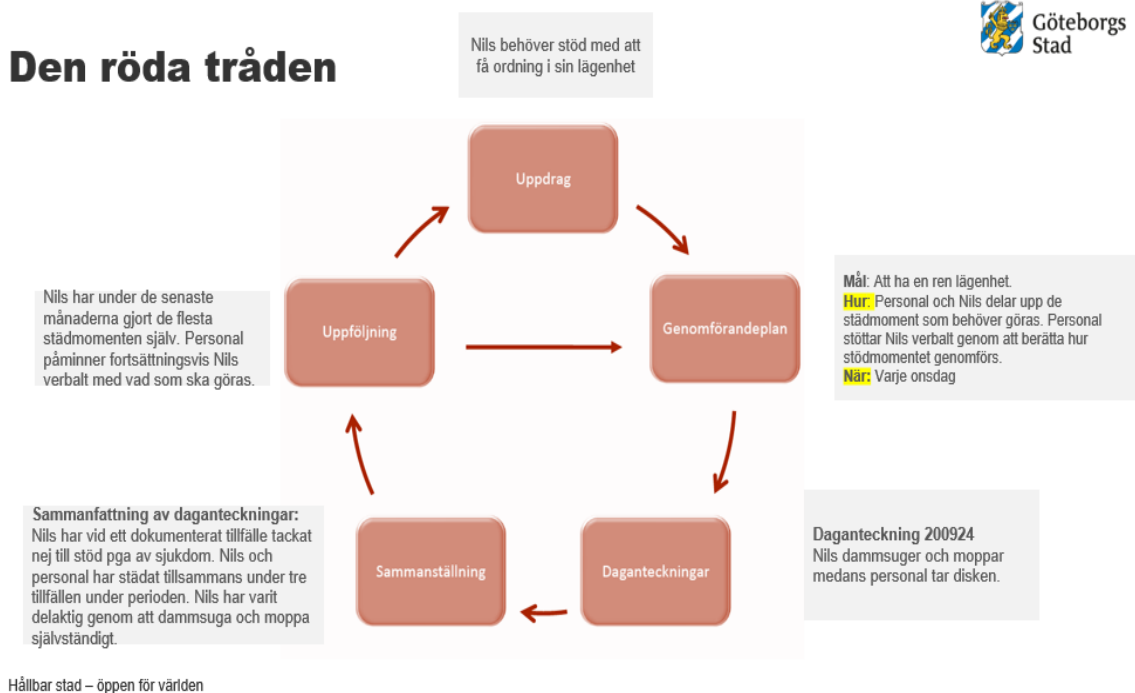 Göteborgs
Stad
Den röda tråden
Nils behöver stöd med att
få ordning i sin lägenhet
Uppdrag
Nils har under de senaste
månaderna gjort de flesta
städmomenten själv. Personal
påminner fortsättningsvis Nils
verbalt med vad som ska göras.
Uppföljning
Genomförandeplan
Mål: Att ha en ren lägenhet.
Hur: Personal och Nils delar upp de
städmoment som behöver göras. Personal
stöttar Nils verbalt genom att berätta hur
stödmomentet genomförs.
När: Varje onsdag
Sammanfattning av daganteckningar:
Nils har vid ett dokumenterat tillfälle tackat
nej till stöd pga av sjukdom. Nils och
personal har städat tillsammans under tre
tillfällen under perioden. Nils har varit
delaktig genom att dammsuga och moppa
självständigt.
Sammanställning
Daganteckningar
Daganteckning 200924
Nils dammsuger och moppar
medans personal tar disken.
Hållbar stad – öppen för världen